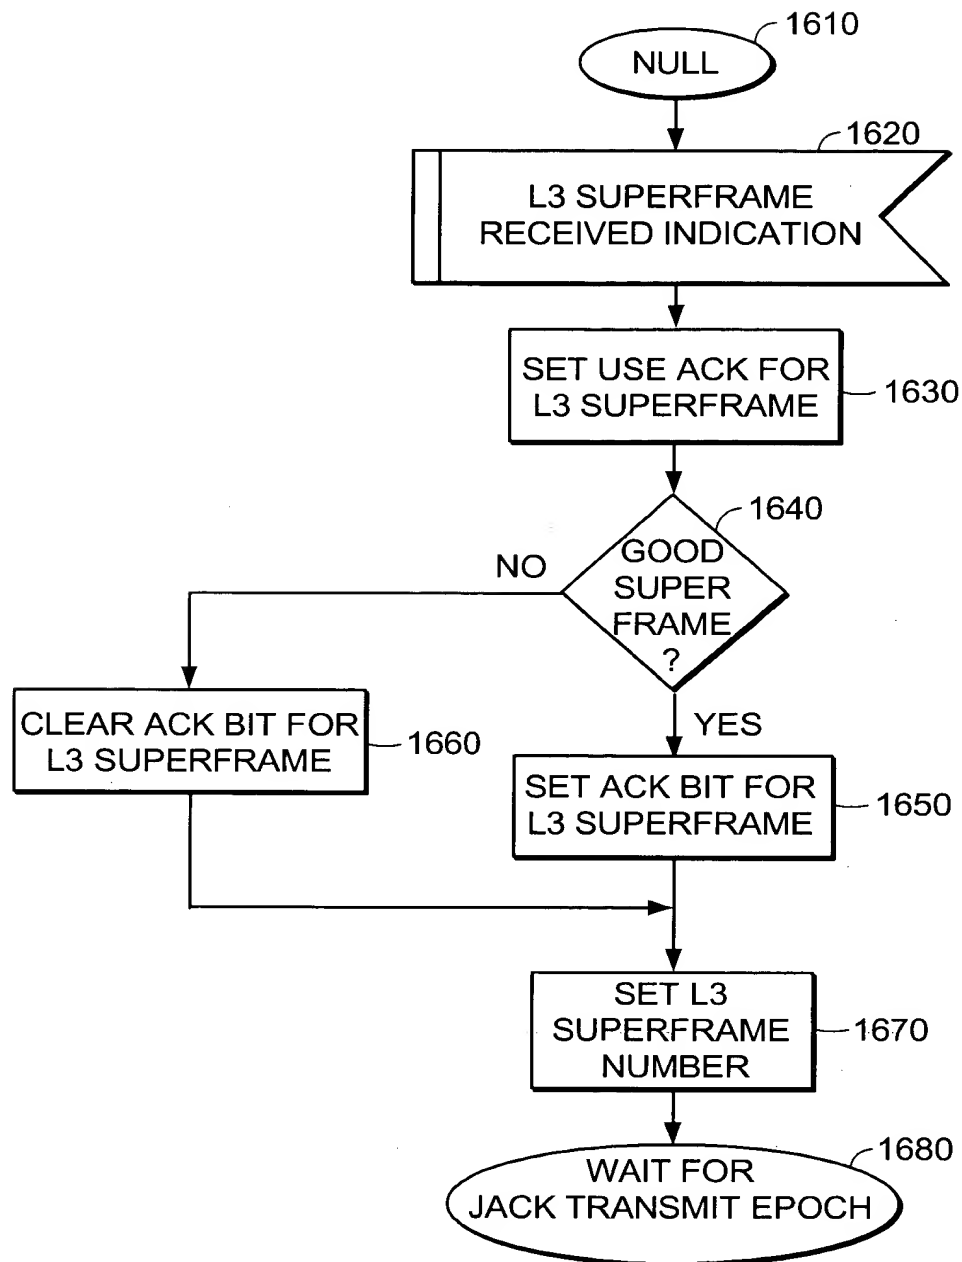 1610
NULL
1620
L3 SUPERFRAME
RECEIVED INDICATION
SET USE ACK FOR
L3 SUPERFRAME
1630
1640
GOOD
SUPER
FRAME
?
NO
YES
CLEAR ACK BIT FOR
L3 SUPERFRAME
1660
SET ACK BIT FOR
L3 SUPERFRAME
1650
SET L3
SUPERFRAME
NUMBER
1670
1680
WAIT FOR
JACK TRANSMIT EPOCH